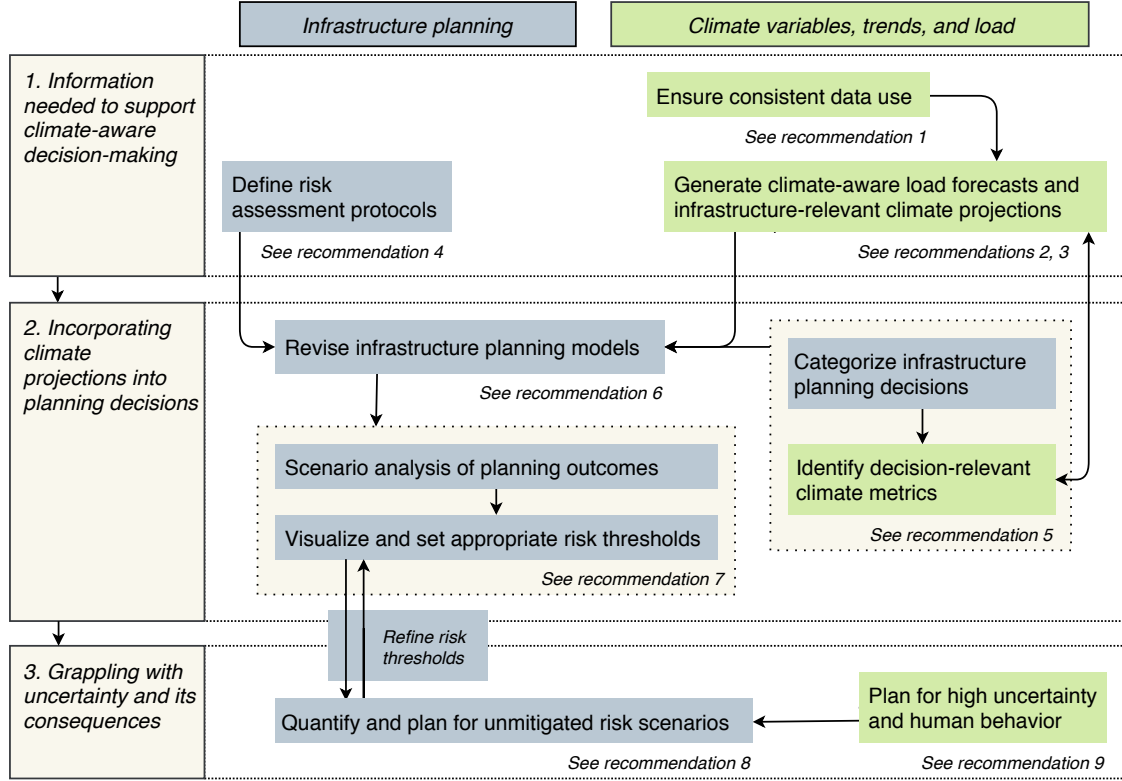 Infrastructure planning
Climate variables, trends, and load
1. Information
needed to support
climate-aware
decision-making
Ensure consistent data use
See recommendation 1
Define risk
assessment protocols
See recommendation 4
Generate climate-aware load forecasts and
infrastructure-relevant climate projections
See recommendations 2, 3
2. Incorporating
climate
projections into
planning decisions
Revise infrastructure planning models
See recommendation 6
Categorize infrastructure
planning decisions
Identify decision-relevant
climate metrics
See recommendation 5
Scenario analysis of planning outcomes
Visualize and set appropriate risk thresholds
See recommendation 7
Refine risk
thresholds
3. Grappling with
uncertainty and its
consequences
Quantify and plan for unmitigated risk scenarios
See recommendation 8
Plan for high uncertainty
and human behavior
See recommendation 9